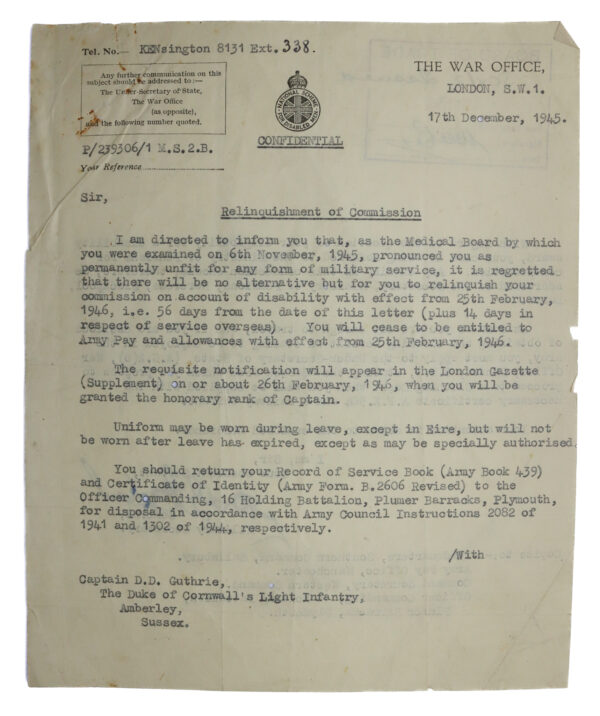 Tel. No.— KENsington 8131 Ext. 338.
Any further communication on this
subject should be addressed to:—
The Under-Secretary of State,
The War Office
(as opposite),
and the following number quoted.
P/239306/1 M.S.2.B.
Your Reference
NATIONAL SCHEME
FOR DISABLED MEN
CONFIDENTIAL
THE WAR OFFICE,
LONDON, S.W.1.
17th December, 1945.
Sir,
Relinquishment of Commission
I am directed to inform you that, as the Medical Board by which
you were examined on 6th November, 1945, pronounced you as
permanently unfit for any form of military service, it is regretted
that there will be no alternative but for you to relinquish your
commission on account of disability with effect from 25th February,
1946, i.e. 56 days from the date of this letter (plus 14 days in
respect of service overseas). You will cease to be entitled to
Army Pay and allowances with effect from 25th February, 1946.
The requisite notification will appear in the London Gazette
(Supplement) on or about 26th February, 1946, when you will be
granted the honorary rank of Captain.
Uniform may be worn during leave, except in Eire, but will not
be worn after leave has expired, except as may be specially authorised.
You should return your Record of Service Book (Army Book 439)
and Certificate of Identity (Army Form. B.2606 Revised) to the
Officer Commanding, 16 Holding Battalion, Plumer Barracks, Plymouth,
for disposal in accordance with Army Council Instructions 2082 of
1941 and 1302 of 1944, respectively.
/With
Captain D.D. Guthrie,
The Duke of Cornwall's Light Infantry,
Amberley,
Sussex.